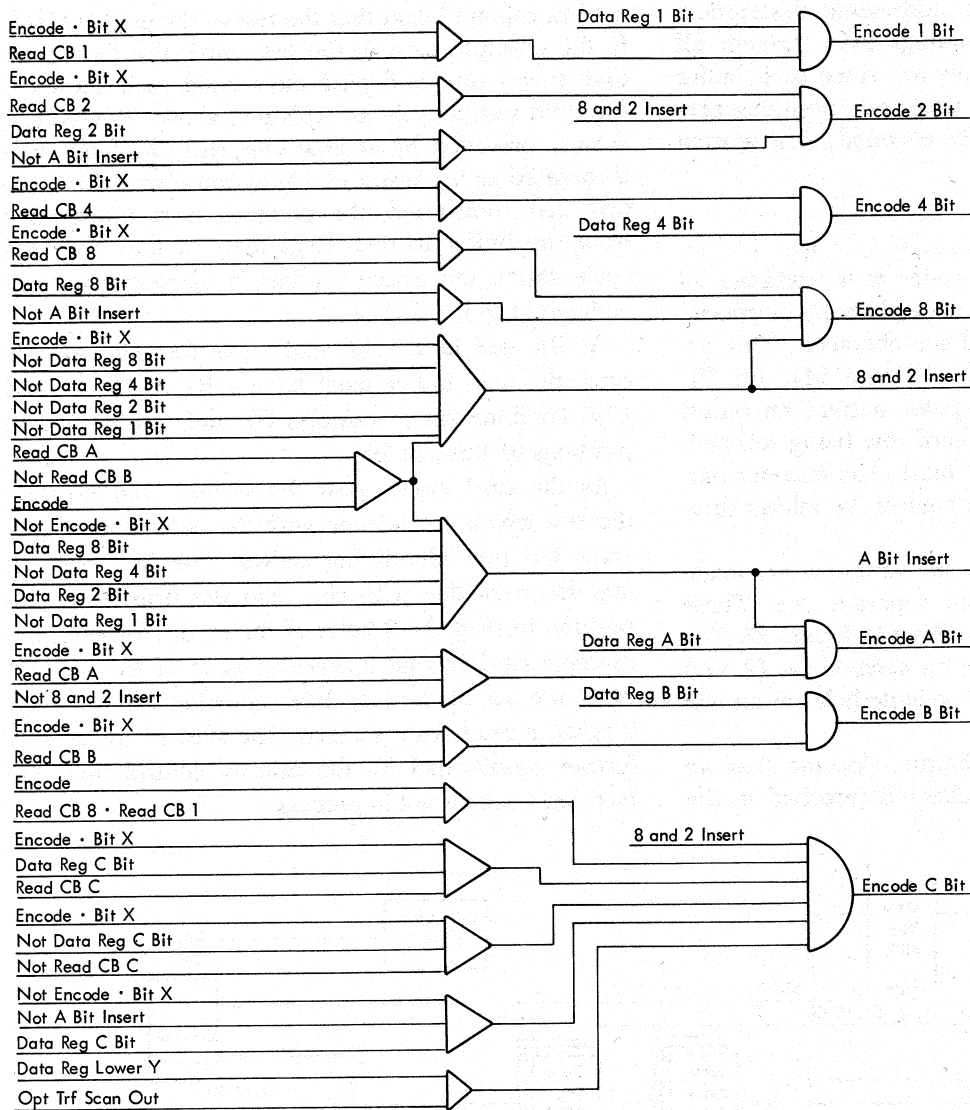 Encode · Bit X
Read CB 1
Data Reg 1 Bit
Encode 1 Bit
Encode · Bit X
Read CB 2
8 and 2 Insert
Encode 2 Bit
Data Reg 2 Bit
Not A Bit Insert
Encode · Bit X
Read CB 4
Data Reg 4 Bit
Encode 4 Bit
Encode · Bit X
Read CB 8
Data Reg 8 Bit
Not A Bit Insert
Encode 8 Bit
Encode · Bit X
Not Data Reg 8 Bit
Not Data Reg 4 Bit
Not Data Reg 2 Bit
Not Data Reg 1 Bit
8 and 2 Insert
Read CB A
Not Read CB B
Encode
Not Encode · Bit X
Data Reg 8 Bit
Not Data Reg 4 Bit
Data Reg 2 Bit
Not Data Reg 1 Bit
A Bit Insert
Encode · Bit X
Read CB A
Not 8 and 2 Insert
Data Reg A Bit
Encode A Bit
Data Reg B Bit
Encode B Bit
Encode · Bit X
Read CB B
Encode
Read CB 8 · Read CB 1
8 and 2 Insert
Encode · Bit X
Data Reg C Bit
Read CB C
Encode C Bit
Encode · Bit X
Not Data Reg C Bit
Not Read CB C
Not Encode · Bit X
Not A Bit Insert
Data Reg C Bit
Data Reg Lower Y
Opt Trf Scan Out